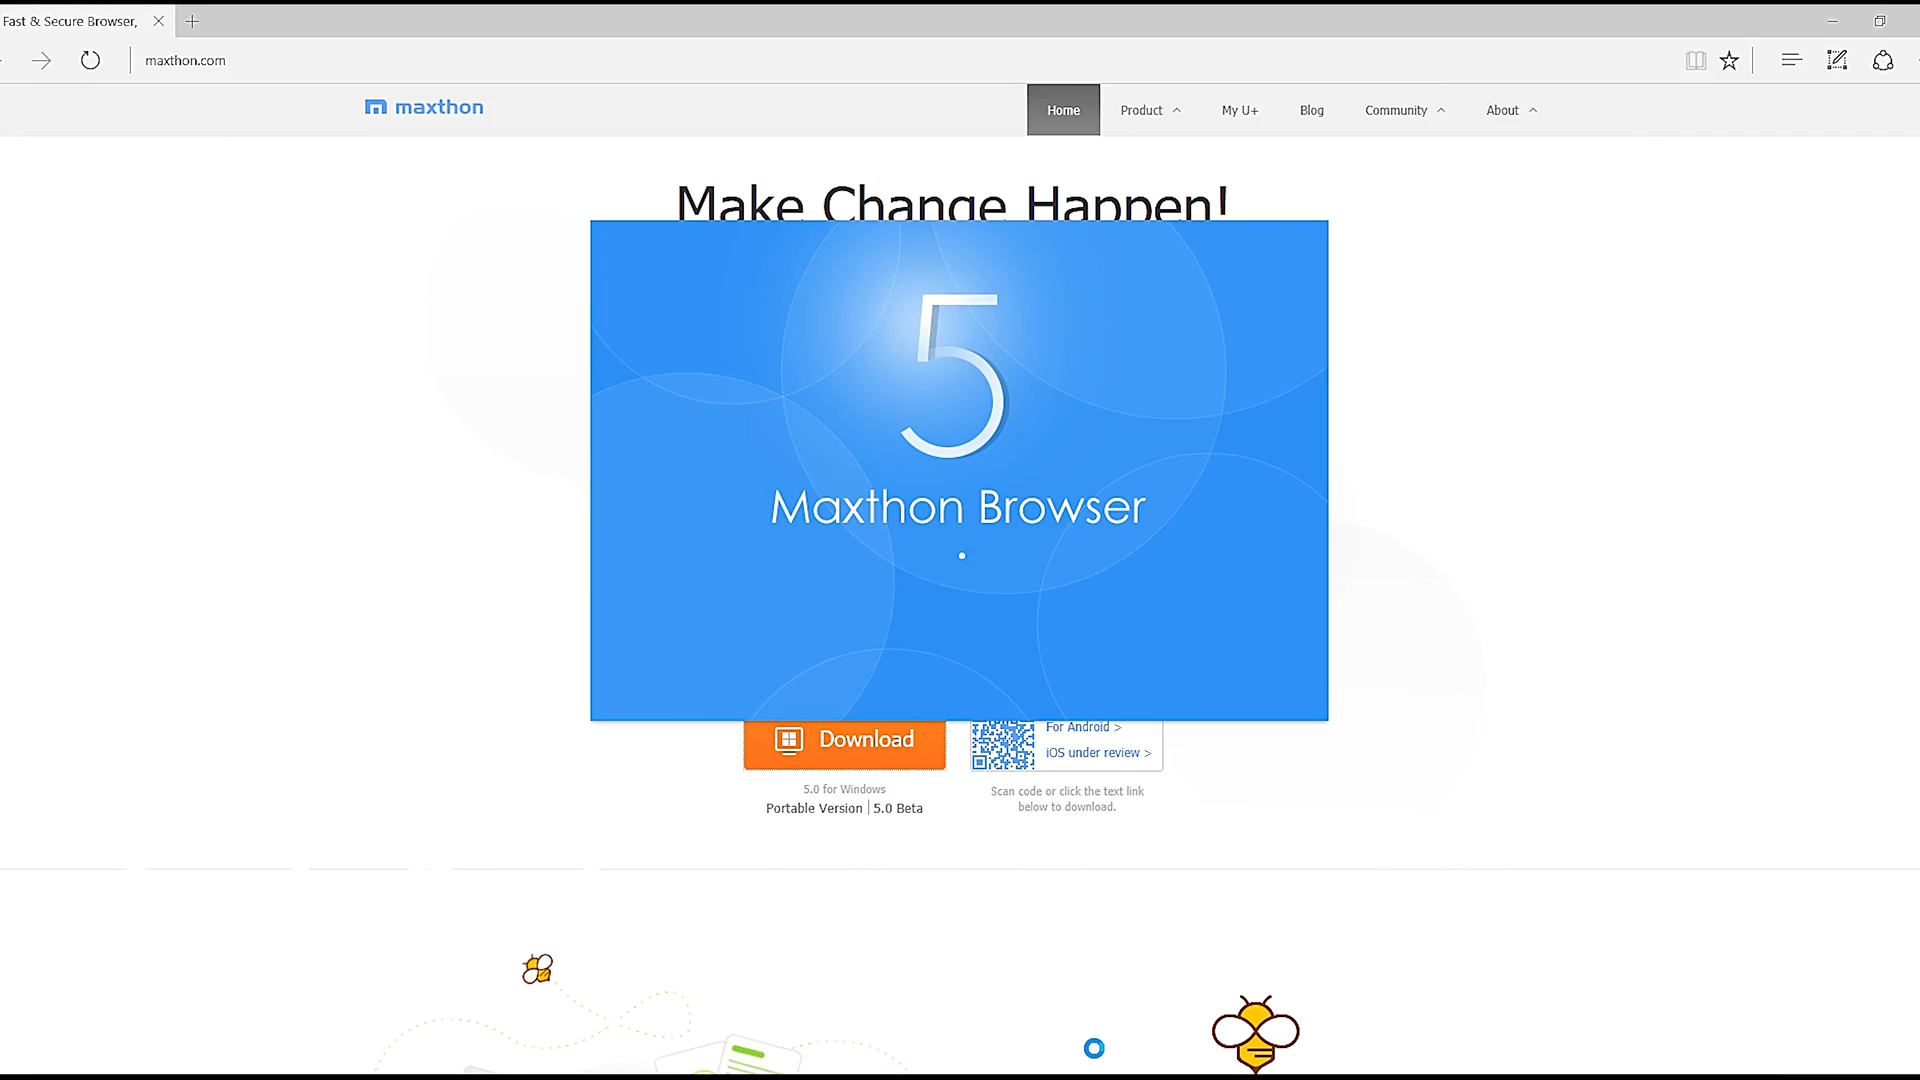 Fast & Secure Browser,
maxthon.com
maxthon
Home Product My U+ Blog Community About
Make Change Happen!
5
Maxthon Browser
Download
For Android >
iOS under review >
5.0 for Windows
Portable Version | 5.0 Beta
Scan code or click the text link
below to download.